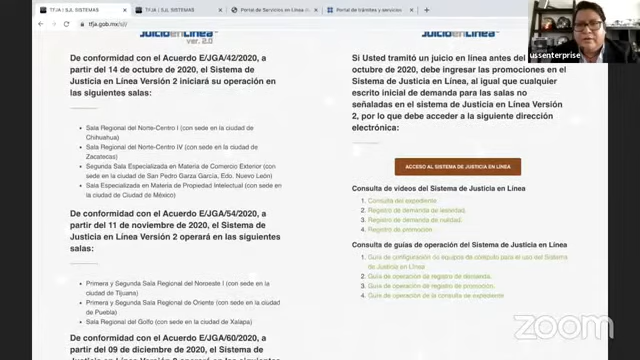 TFJA | SJL SISTEMAS
TFJA | SJL SISTEMAS
Portal de Servicios en Línea d
Portal de trámites y servicios
tfja.gob.mx/s//
ver. 2.0
De conformidad con el Acuerdo E/JGA/42/2020, a
partir del 14 de octubre de 2020, el Sistema de
Justicia en Línea Versión 2 iniciará su operación en
las siguientes salas:
Sala Regional del Norte-Centro I (con sede en la ciudad de
Chihuahua)
Sala Regional del Norte-Centro IV (con sede en la ciudad de
Zacatecas)
Segunda Sala Especializada en Materia de Comercio Exterior (con
sede en la ciudad de San Pedro Garza García, Edo. Nuevo León)
Sala Especializada en Materia de Propiedad Intelectual (con sede
en la ciudad de Ciudad de México)
De conformidad con el Acuerdo E/JGA/54/2020, a
partir del 11 de noviembre de 2020, el Sistema de
Justicia en Línea Versión 2 operará en las siguientes
salas:
Primera y Segunda Sala Regional del Noroeste I (con sede en la
ciudad de Tijuana)
Primera y Segunda Sala Regional de Oriente (con sede en la ciudad
de Puebla)
Sala Regional del Golfo (con sede en la ciudad de Xalapa)
De conformidad con el Acuerdo E/JGA/60/2020, a
partir del 09 de diciembre de 2020, el Sistema de
Si Usted tramitó un juicio en línea antes del
octubre de 2020, debe ingresar las promociones en el
Sistema de Justicia en Línea, al igual que cualquier
escrito inicial de demanda para las salas no
señaladas en el sistema de Justicia en Línea Versión
2, por lo que debe acceder a la siguiente dirección
electrónica:
ACCESO AL SISTEMA DE JUSTICIA EN LÍNEA
Consulta de videos del Sistema de Justicia en Línea
1. Consulta del expediente
2. Registro de demanda de lesividad.
3. Registro de demanda de nulidad.
4. Registro de promoción.
Consulta de guías de operación del Sistema de Justicia en Línea
1. Guía de configuración de equipos de cómputo para el uso del Sistema
de Justicia en Línea
2. Guía de operación de registro de demanda.
3. Guía de operación de registro de promoción.
4. Guía de operación de la consulta de expediente
ussenterprise
zoom